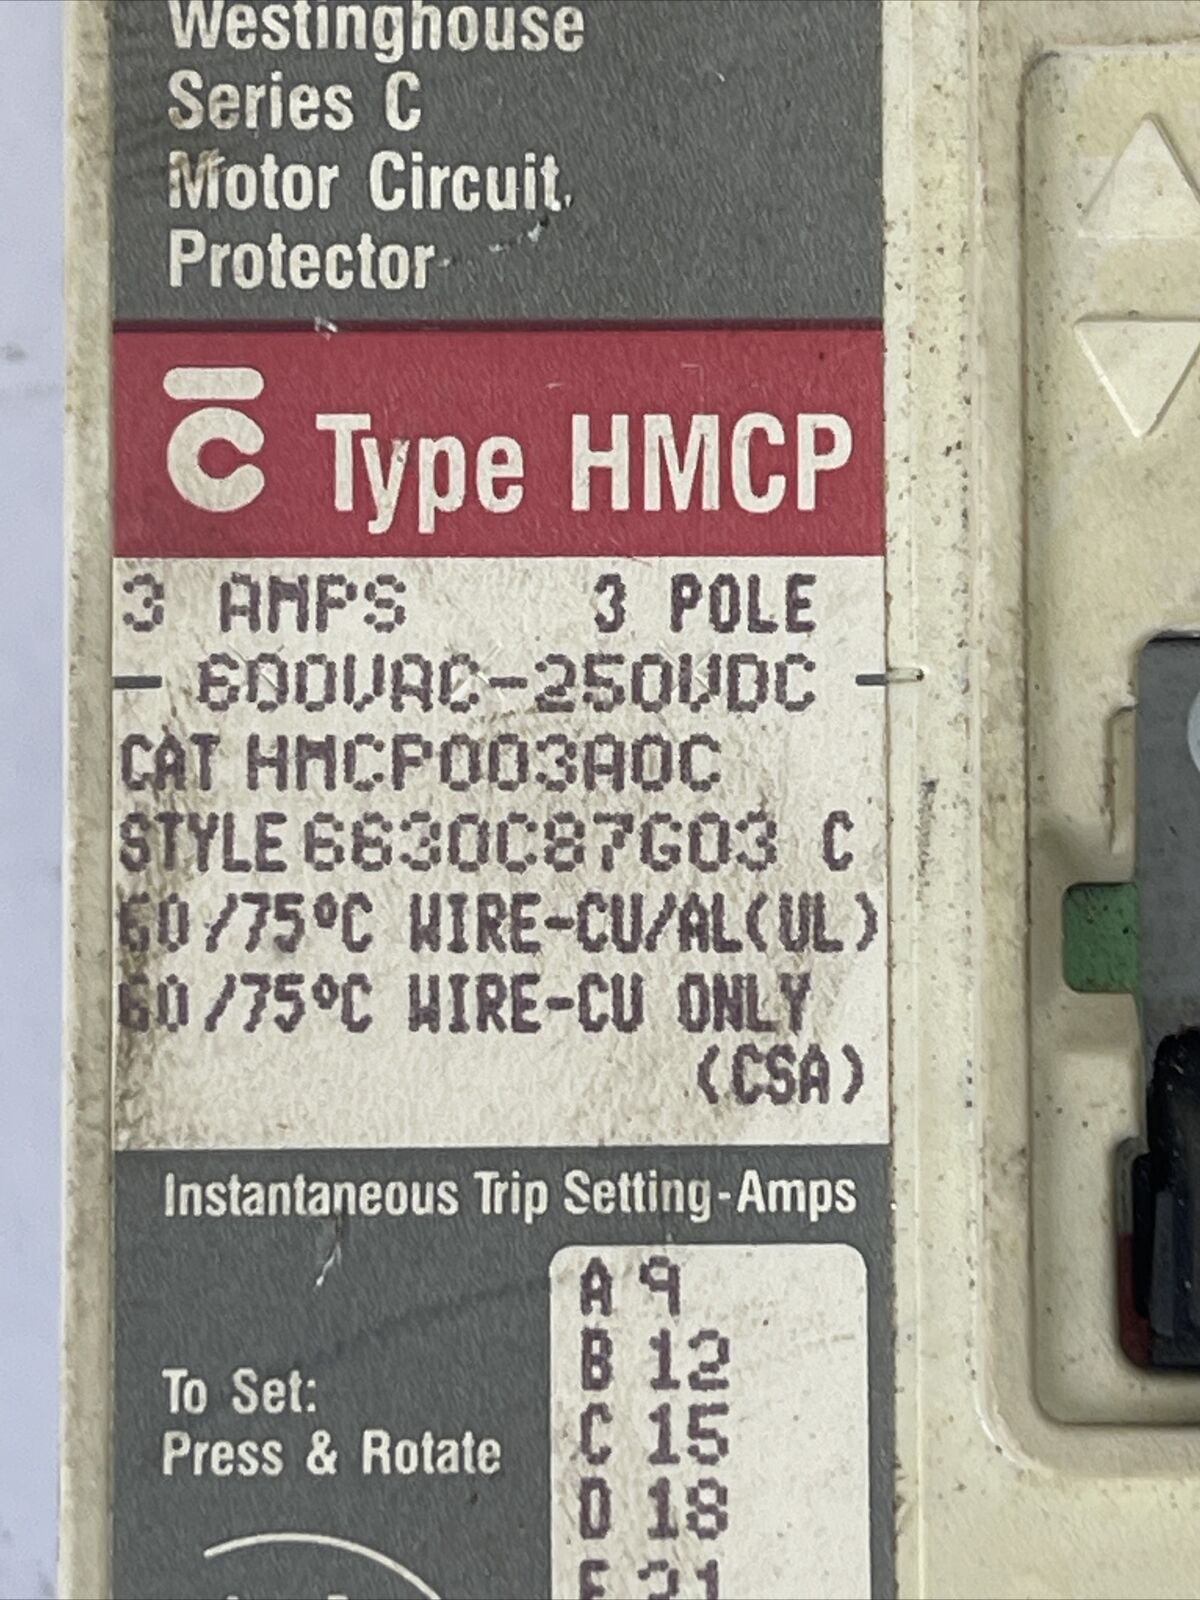 Westinghouse
Series C
Motor Circuit
Protector
C Type HMCP
3 AMPS 3 POLE
600VAC-250VDC
CAT HMCP003A0C
STYLE 6630C87G03 C
60/75°C WIRE-CU/AL(UL)
60/75°C WIRE-CU ONLY
(CSA)
Instantaneous Trip Setting-Amps
A 9
B 12
C 15
D 18
E 21
To Set:
Press & Rotate